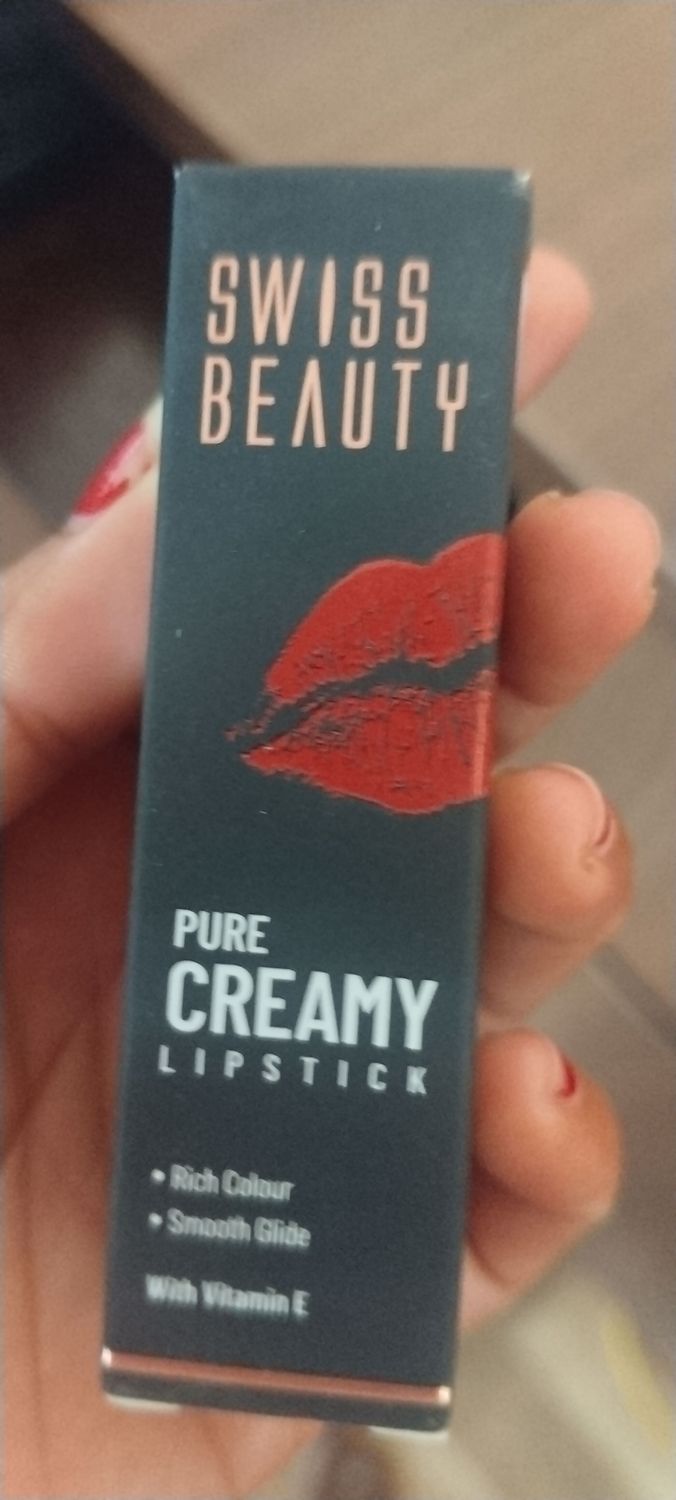 SWISS
BEAUTY
PURE
CREAMY
LIPSTICK
• Rich Colour
• Smooth Glide
With Vitamin E